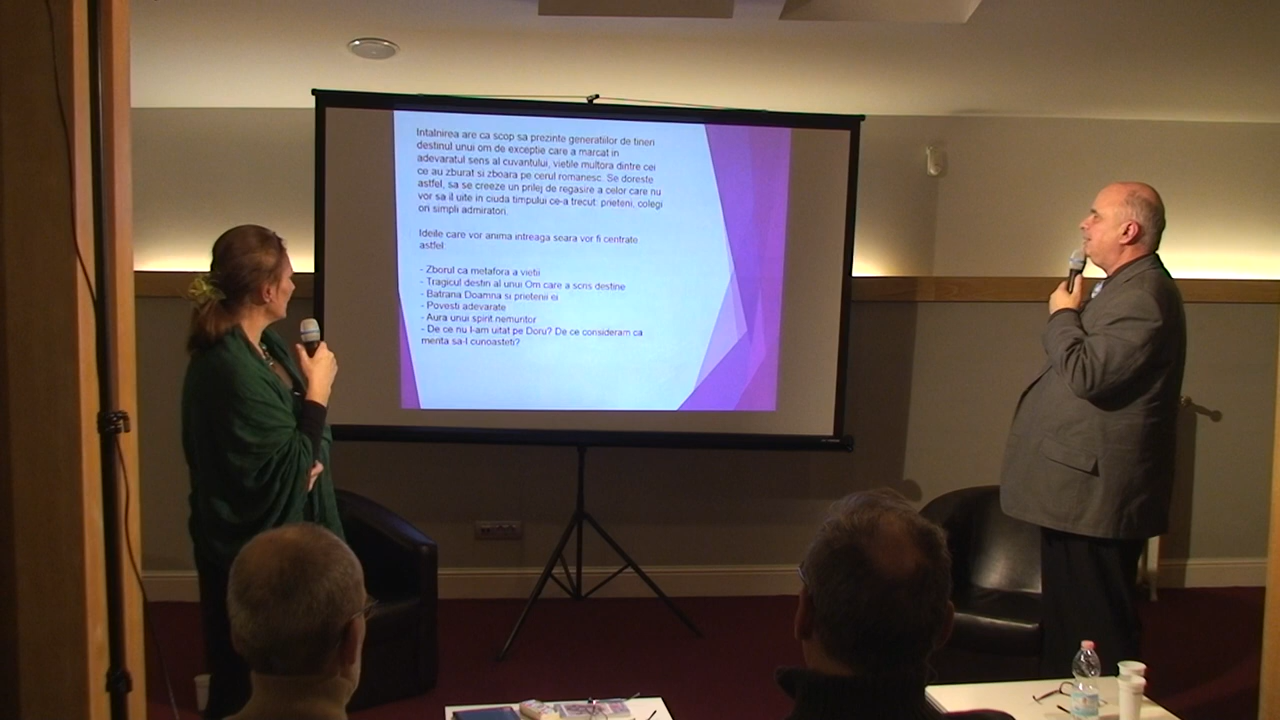 Intalnirea are ca scop sa prezinte generatiilor de tineri
destinul unui om de exceptie care a marcat in
adevaratul sens al cuvantului, vietile multora dintre cei
ce au zburat si zboara pe cerul romanesc. Se doreste
astfel, sa se creeze un prilej de regasire a celor care nu
vor sa il uite in ciuda timpului ce-a trecut: prieteni, colegi
ori simpli admiratori.
Ideile care vor anima intreaga seara vor fi centrate
astfel:
- Zborul ca metafora a vietii
- Tragicul destin al unui Om care a scris destine
- Batrana Doamna si prietenii ei
- Povesti adevarate
- Aura unui spirit nemuritor
- De ce nu l-am uitat pe Doru? De ce consideram ca
merita sa-l cunoasteti?